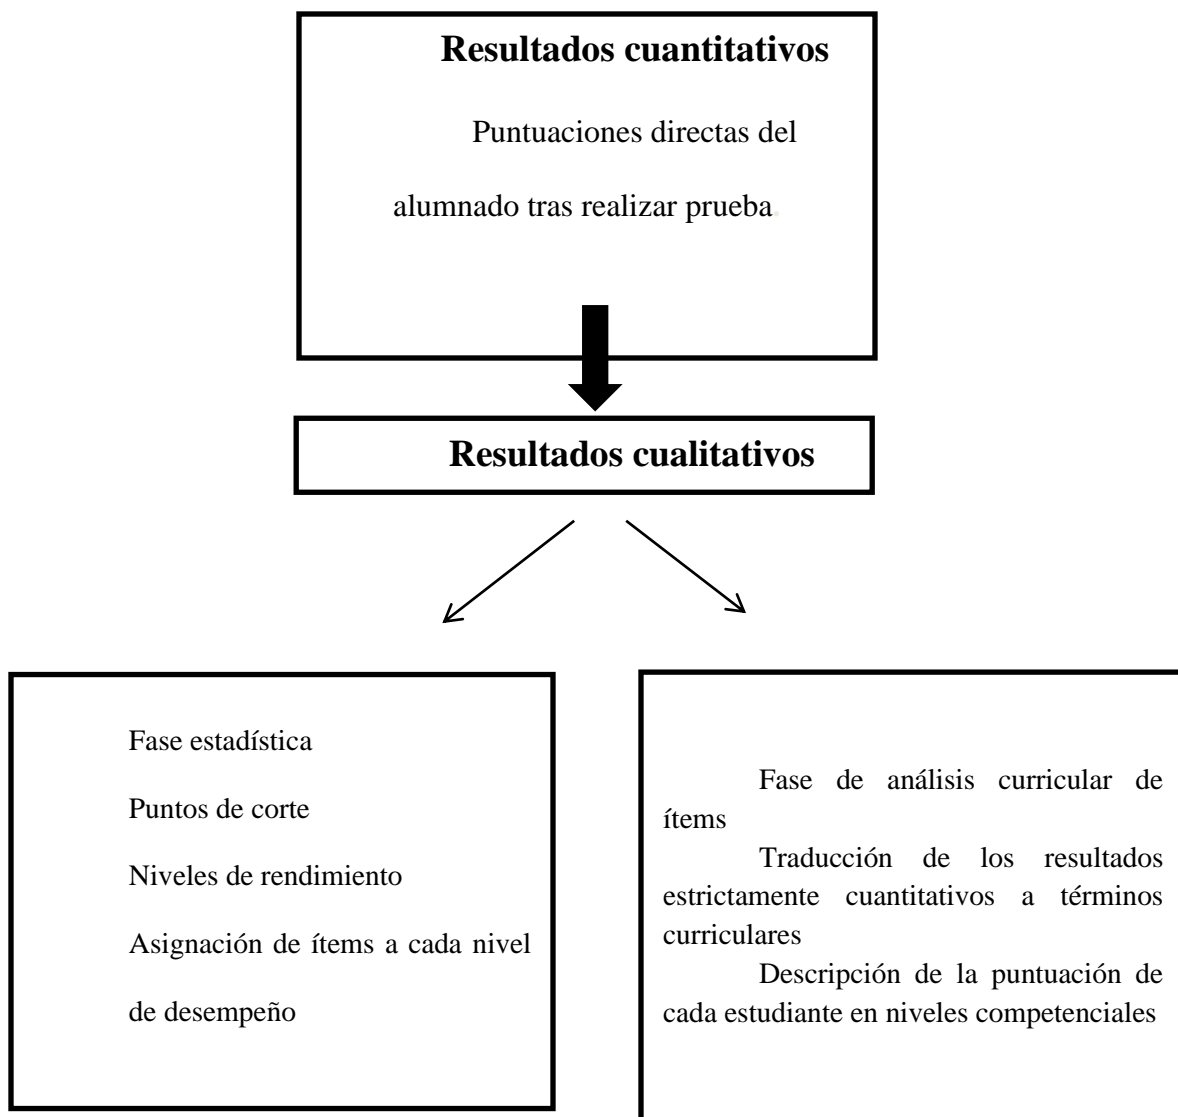 Resultados cuantitativos
Puntuaciones directas del
alumnado tras realizar prueba.
Resultados cualitativos
Fase estadística
Puntos de corte
Niveles de rendimiento
Asignación de ítems a cada nivel
de desempeño
Fase de análisis curricular de
ítems
Traducción de los resultados
estrictamente cuantitativos a términos
curriculares
Descripción de la puntuación de
cada estudiante en niveles competenciales